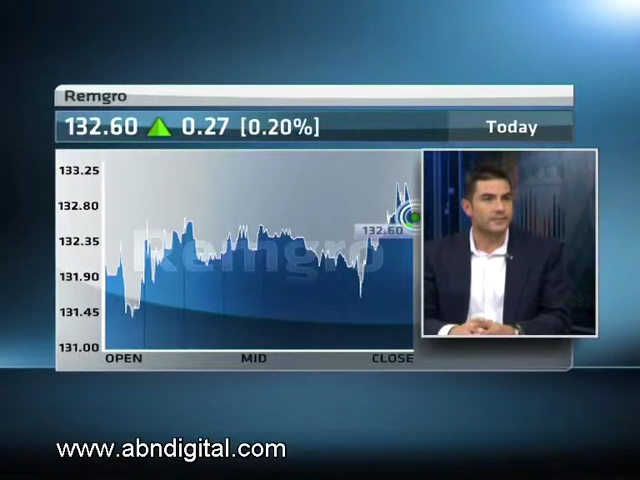 Remgro
132.60 0.27 [0.20%] Today
133.25
132.80
132.35
131.90
131.45
131.00
Remgro
132.60
OPEN MID CLOSE
www.abndigital.com